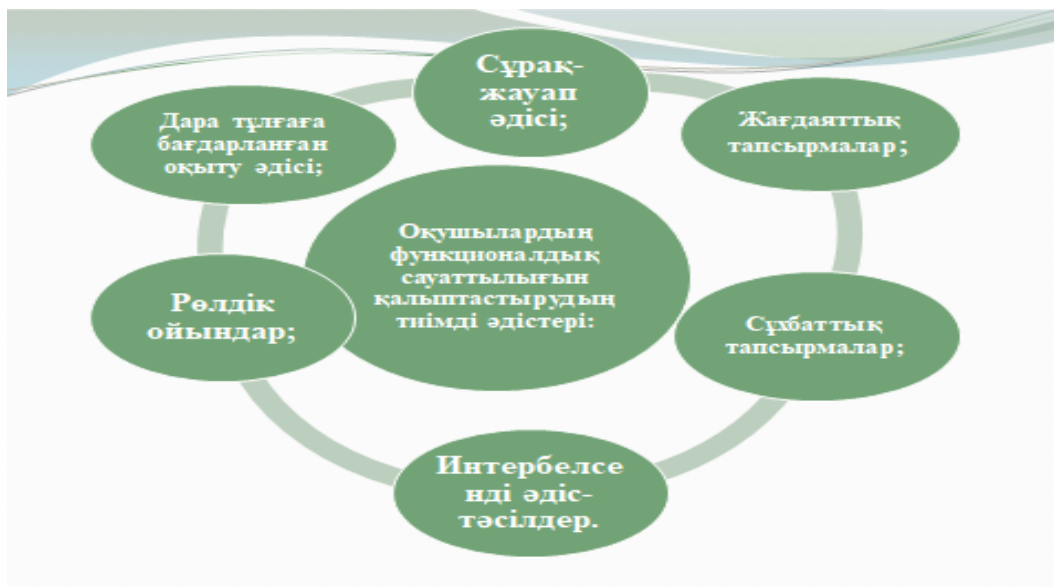 Сұрақ-
жауап
әдісі;
Жағдаяттық
тапсырмалар;
Сұхбаттық
тапсырмалар;
Интербелсе
нді әдіс-
тәсілдер.
Рөлдік
ойындар;
Дара тұлғаға
бағдарланған
оқыту әдісі;
Оқушылардың
функционалдық
сауаттылығын
қалыптастырудың
тиімді әдістері: